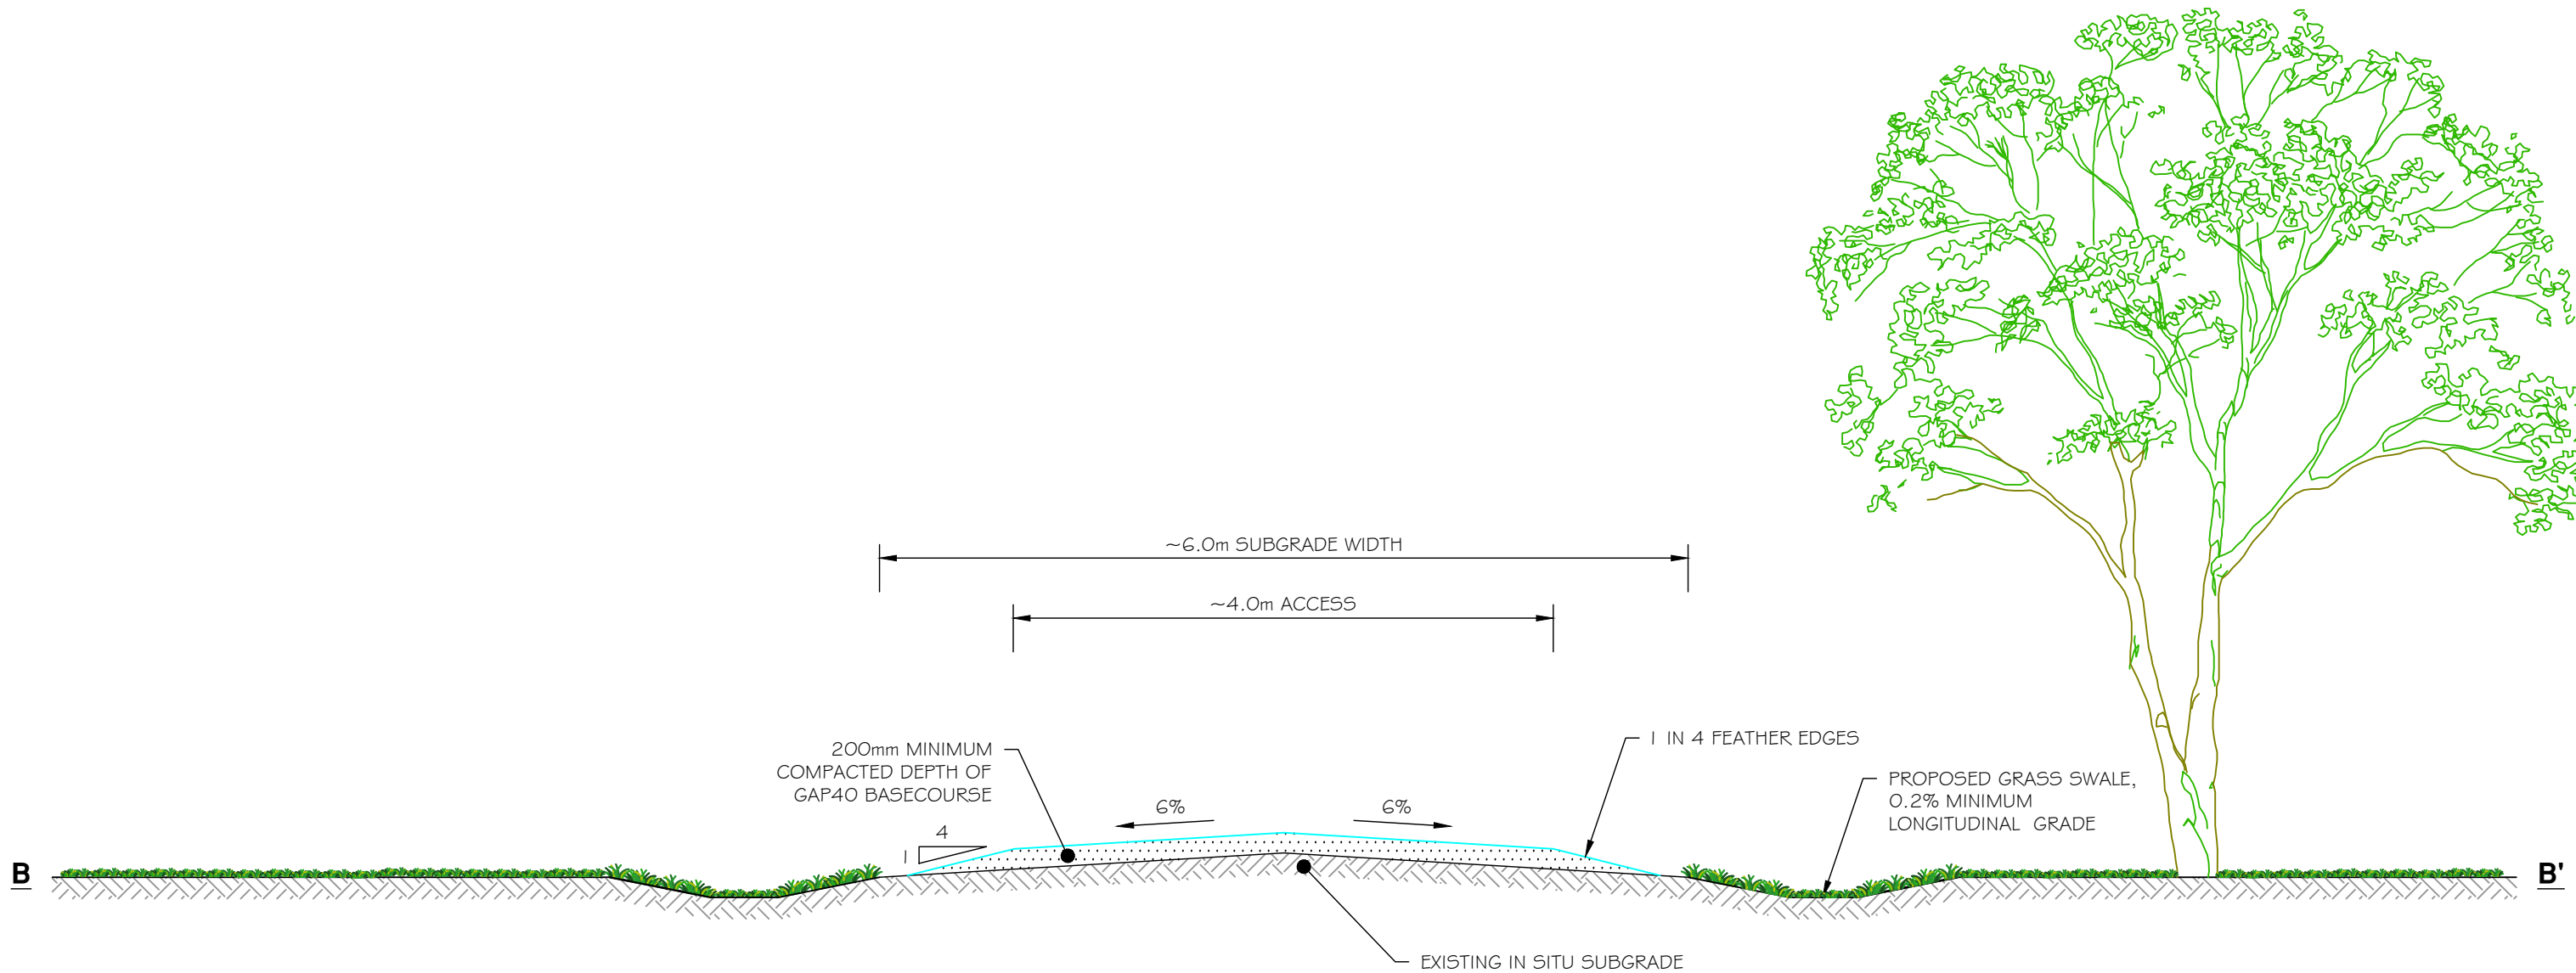 ~6.0m SUBGRADE WIDTH
~4.0m ACCESS
200mm MINIMUM
COMPACTED DEPTH OF
GAP40 BASECOURSE
1 IN 4 FEATHER EDGES
PROPOSED GRASS SWALE,
0.2% MINIMUM
LONGITUDINAL GRADE
6%
6%
4
1
B
B'
EXISTING IN SITU SUBGRADE